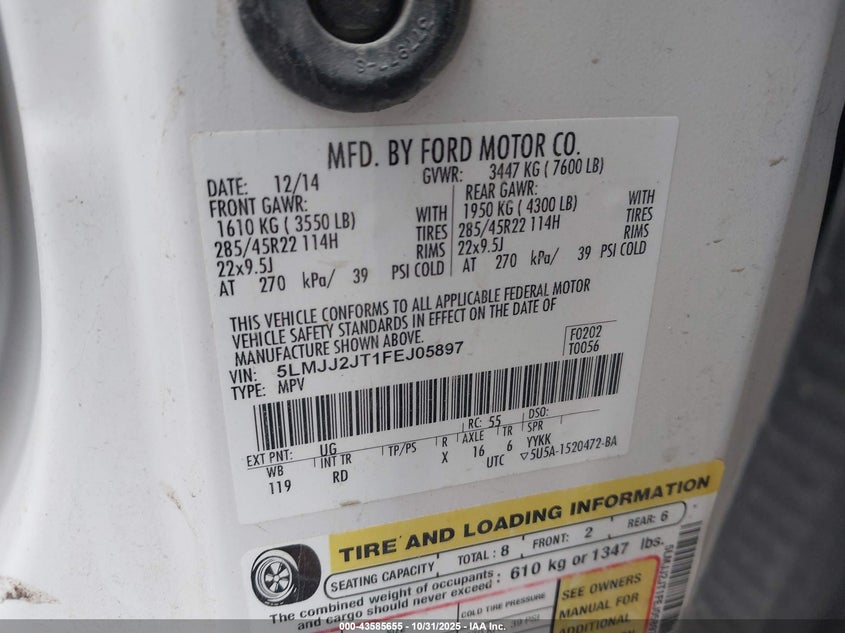 377977-S
MFD. BY FORD MOTOR CO.
DATE: 12/14 GVWR: 3447 KG ( 7600 LB)
FRONT GAWR: REAR GAWR:
1610 KG ( 3550 LB) WITH 1950 KG ( 4300 LB) WITH
285/45R22 114H TIRES 285/45R22 114H TIRES
22x9.5J RIMS 22x9.5J RIMS
AT 270 kPa/ 39 PSI COLD AT 270 kPa/ 39 PSI COLD
THIS VEHICLE CONFORMS TO ALL APPLICABLE FEDERAL MOTOR
VEHICLE SAFETY STANDARDS IN EFFECT ON THE DATE OF
MANUFACTURE SHOWN ABOVE.
F0202
VIN: 5LMJJ2JT1FEJ05897 T0056
TYPE: MPV
RC: 55 DSO:
EXT PNT: UG
WB INT TR TP/PS R AXLE TR SPR
119 RD X 16 6 YYKK
UTC ▽5U5A-1520472-BA
TIRE AND LOADING INFORMATION
SEATING CAPACITY TOTAL : 8 FRONT: 2 REAR: 6
The combined weight of occupants
and cargo should never exceed : 610 kg or 1347 lbs.
COLD TIRE PRESSURE
39 PSI
SEE OWNERS
MANUAL FOR
ADDITIONAL
© 000-43585655 - 10/31/2025 - IAA, Inc.